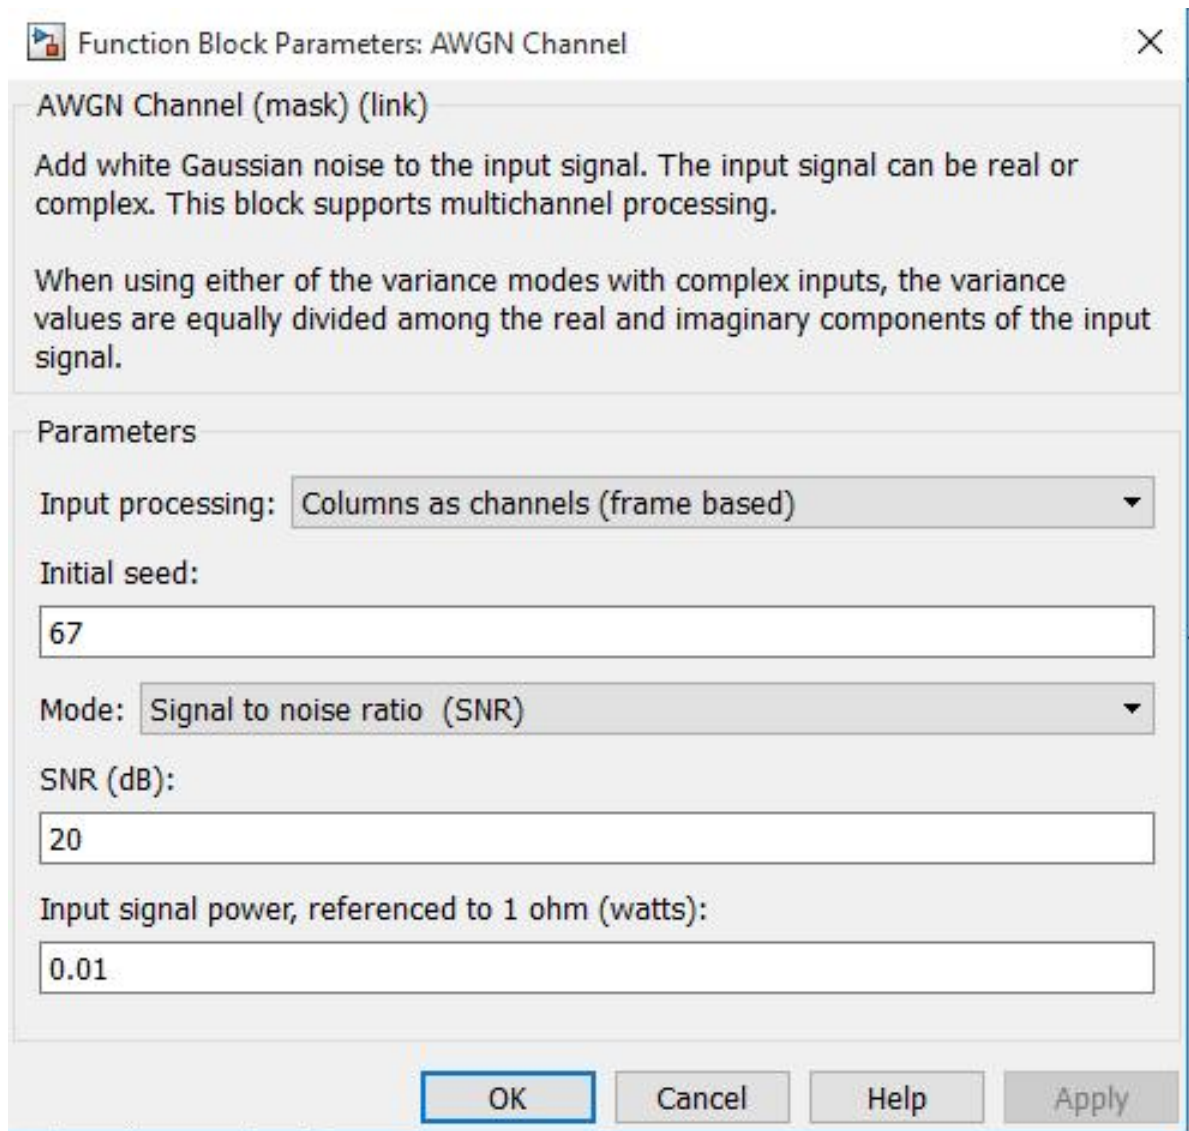 Function Block Parameters: AWGN Channel
AWGN Channel (mask) (link)
Add white Gaussian noise to the input signal. The input signal can be real or
complex. This block supports multichannel processing.
When using either of the variance modes with complex inputs, the variance
values are equally divided among the real and imaginary components of the input
signal.
Parameters
Input processing: Columns as channels (frame based)
Initial seed:
67
Mode: Signal to noise ratio (SNR)
SNR (dB):
20
Input signal power, referenced to 1 ohm (watts):
0.01
OK Cancel Help Apply